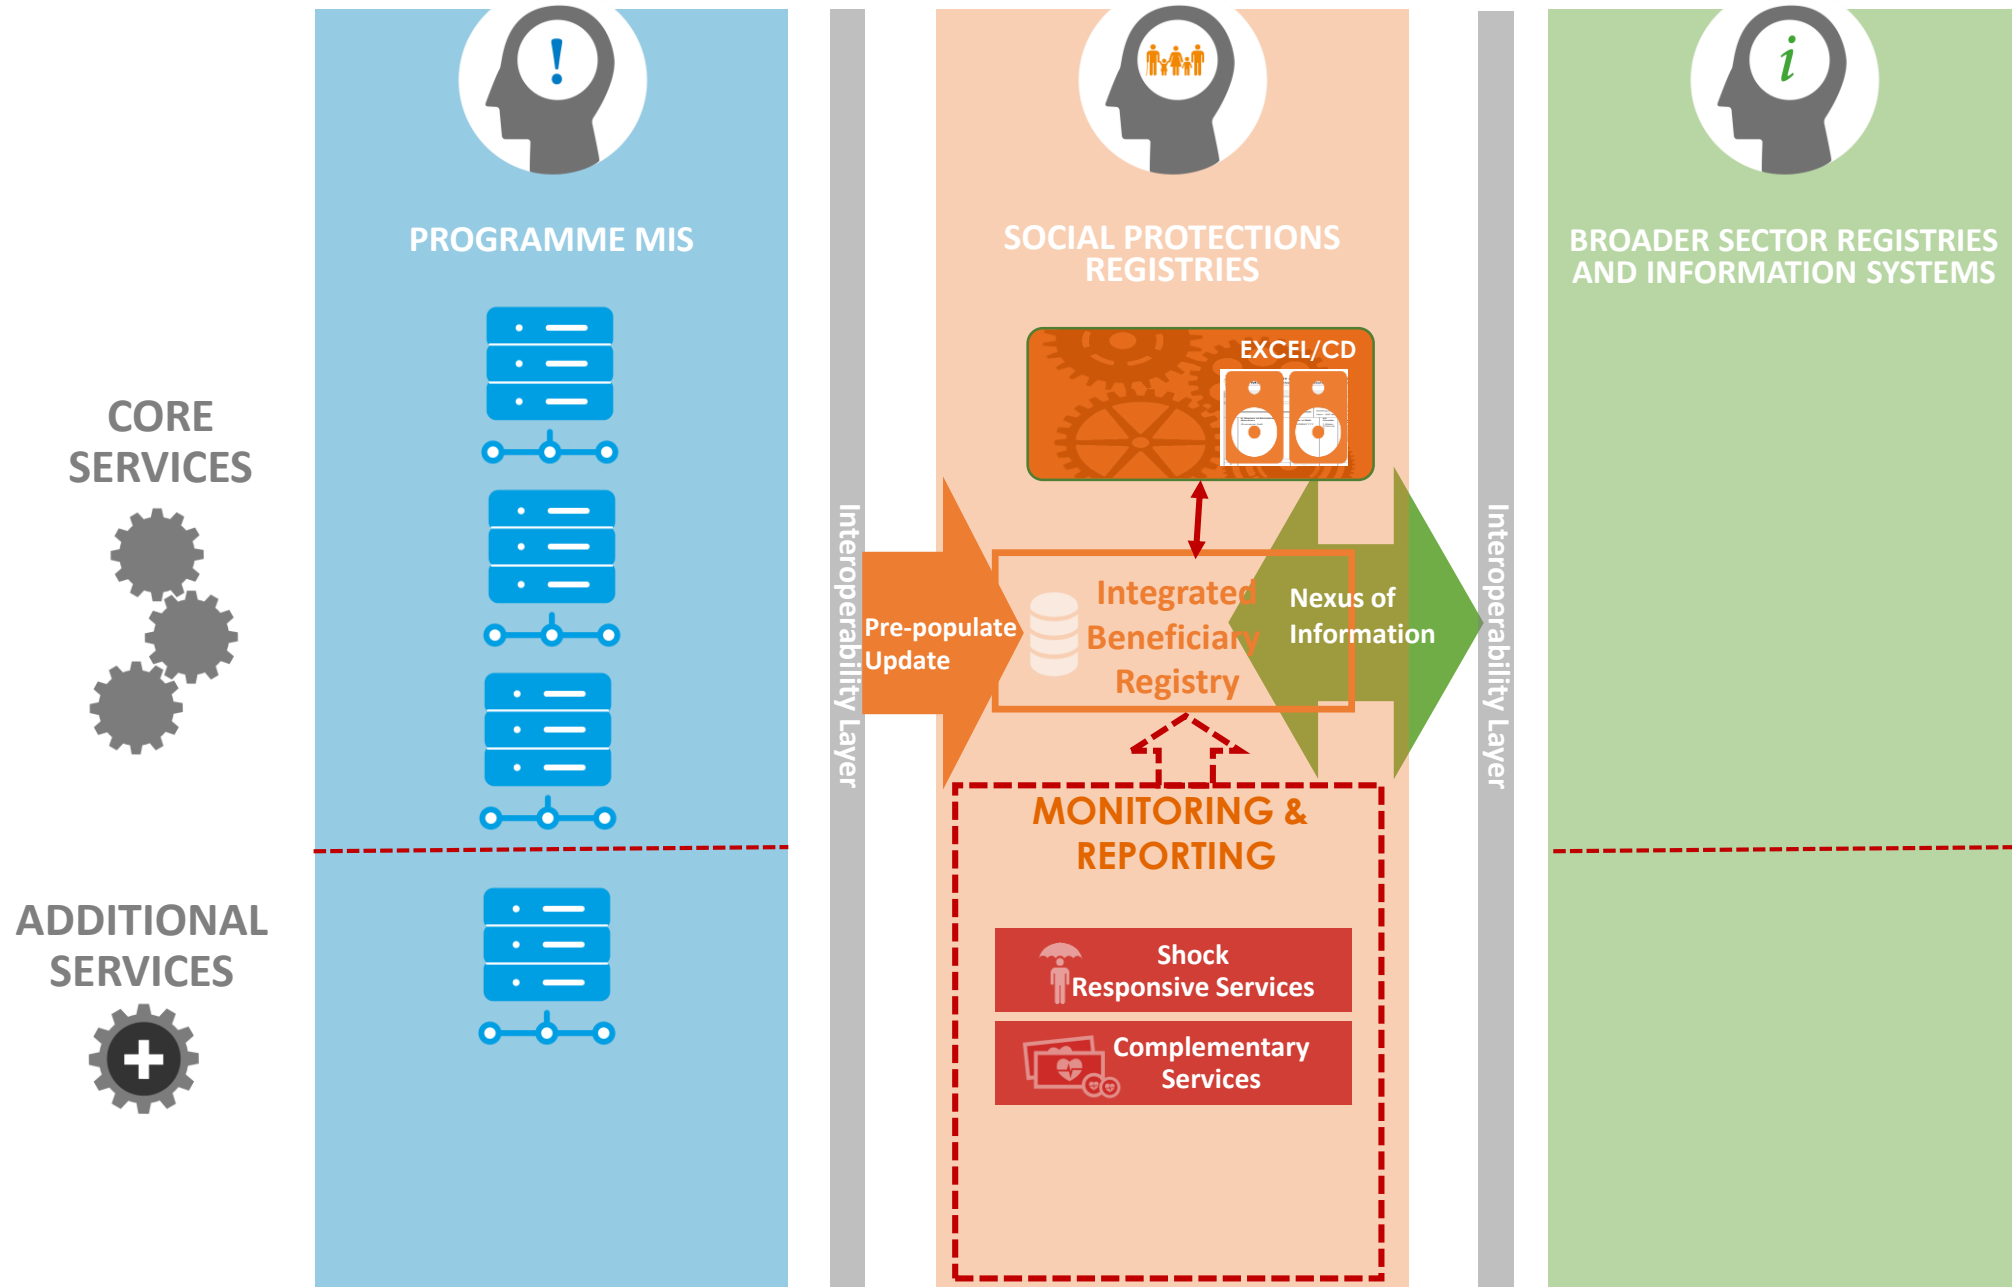 PROGRAMME MIS
SOCIAL PROTECTIONS
REGISTRIES
BROADER SECTOR REGISTRIES
AND INFORMATION SYSTEMS
EXCEL/CD
CORE
SERVICES
Interoperability Layer
Pre-populate
Update
Integrated
Beneficiary
Registry
Nexus of
Information
Interoperability Layer
MONITORING &
REPORTING
ADDITIONAL
SERVICES
Shock
Responsive Services
Complementary
Services